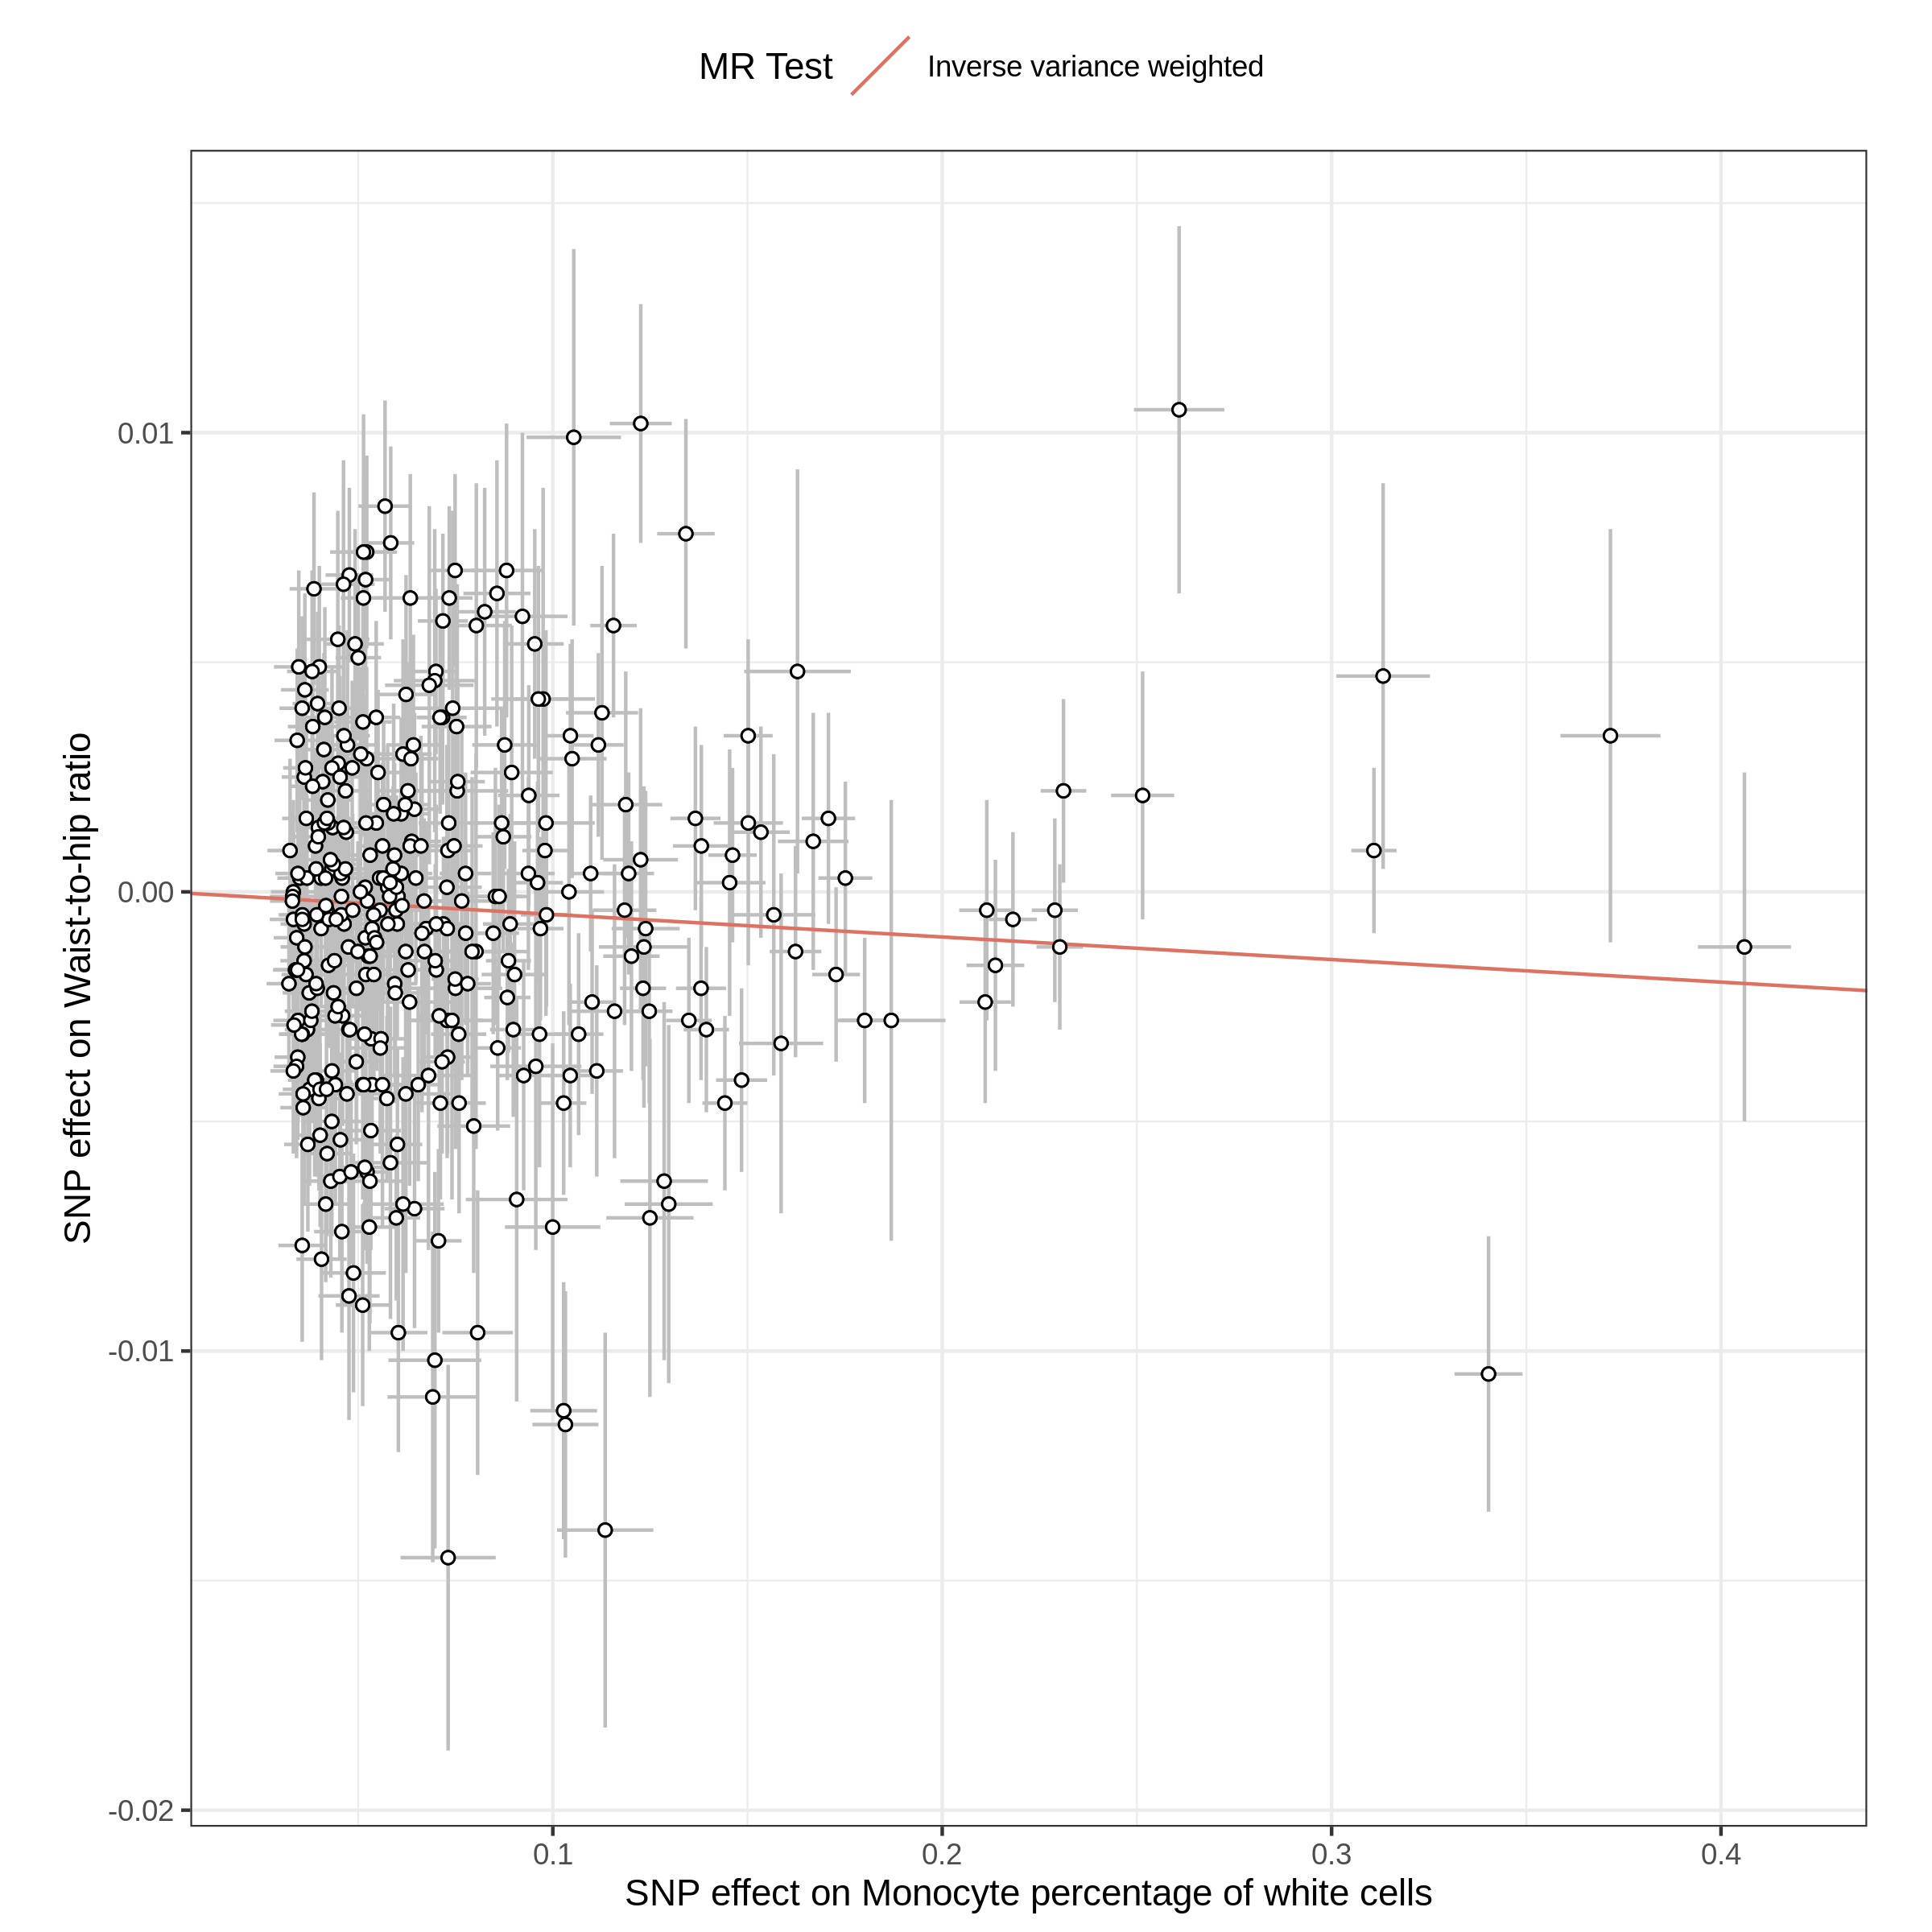 MR Test
Inverse variance weighted
0.01
0.00
-0.01
-0.02
SNP effect on Waist-to-hip ratio
0.1
0.2
0.3
0.4
SNP effect on Monocyte percentage of white cells